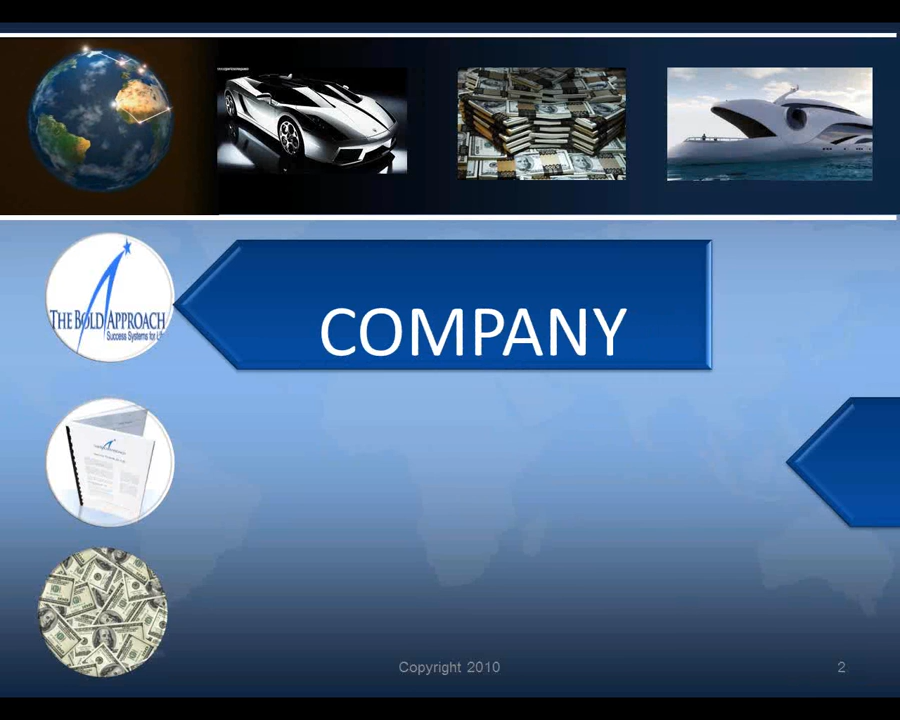 THE BOLD APPROACH
Success Systems for Li
COMPANY
Copyright 2010
2